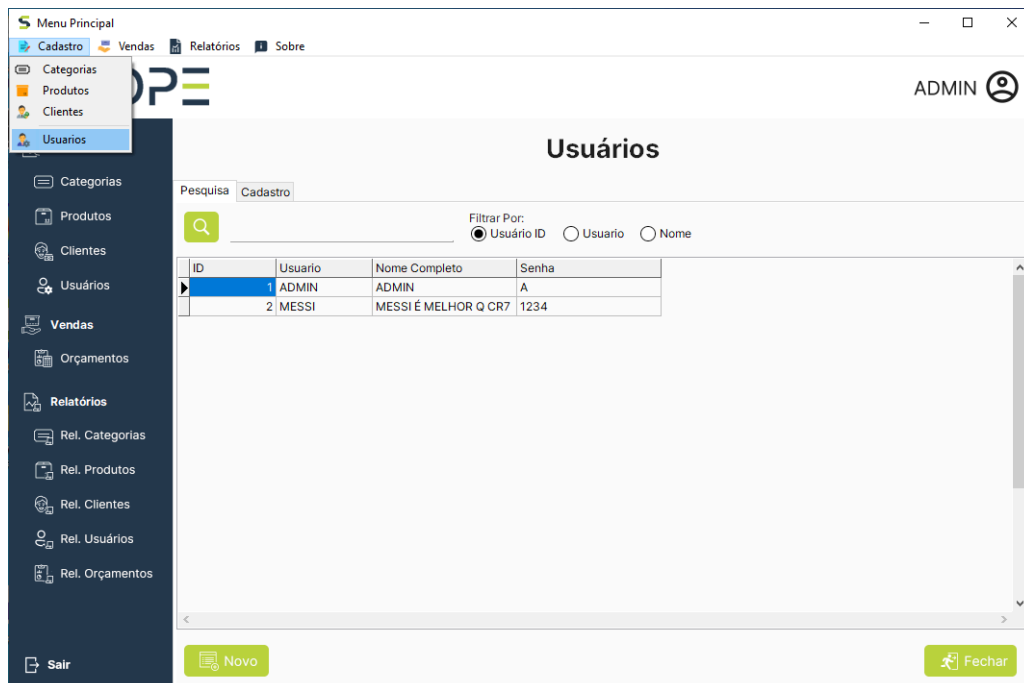 Menu Principal
Cadastro Vendas Relatórios Sobre
Categorias
Produtos
Clientes
Usuarios
OPE
ADMIN
Categorias
Produtos
Clientes
Usuários
Vendas
Orçamentos
Relatórios
Rel. Categorias
Rel. Produtos
Rel. Clientes
Rel. Usuários
Rel. Orçamentos
Sair
Usuários
Pesquisa Cadastro
Filtrar Por:
Usuário ID Usuario Nome
ID Usuario Nome Completo Senha
1 ADMIN ADMIN A
2 MESSI MESSI É MELHOR Q CR7 1234
Novo Fechar